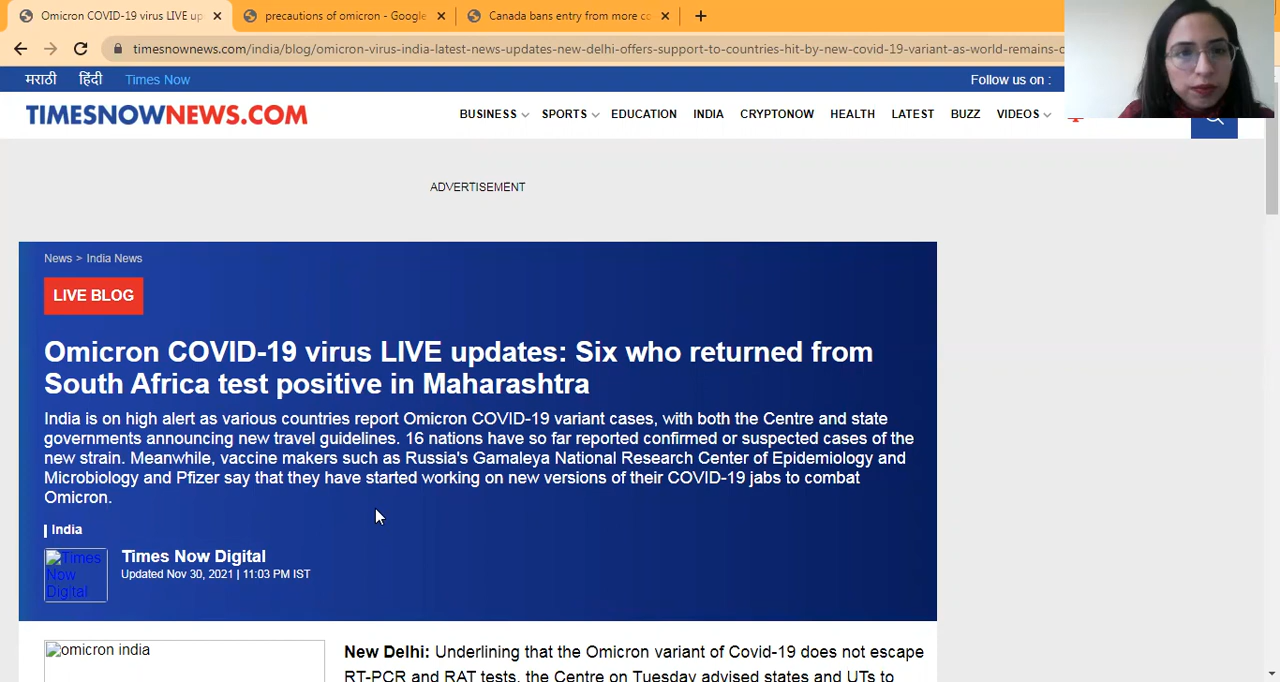 Omicron COVID-19 virus LIVE up
precautions of omicron - Google
Canada bans entry from more co
timesnownews.com/india/blog/omicron-virus-india-latest-news-updates-new-delhi-offers-support-to-countries-hit-by-new-covid-19-variant-as-world-remains-c
मराठी हिंदी Times Now Follow us on :
TIMESNOWNEWS.COM BUSINESS SPORTS EDUCATION INDIA CRYPTONOW HEALTH LATEST BUZZ VIDEOS
ADVERTISEMENT
News > India News
LIVE BLOG
Omicron COVID-19 virus LIVE updates: Six who returned from
South Africa test positive in Maharashtra
India is on high alert as various countries report Omicron COVID-19 variant cases, with both the Centre and state
governments announcing new travel guidelines. 16 nations have so far reported confirmed or suspected cases of the
new strain. Meanwhile, vaccine makers such as Russia's Gamaleya National Research Center of Epidemiology and
Microbiology and Pfizer say that they have started working on new versions of their COVID-19 jabs to combat
Omicron.
India
Times
Now
Digital
Times Now Digital
Updated Nov 30, 2021 | 11:03 PM IST
omicron india
New Delhi: Underlining that the Omicron variant of Covid-19 does not escape
RT-PCR and RAT tests, the Centre on Tuesday advised states and UTs to